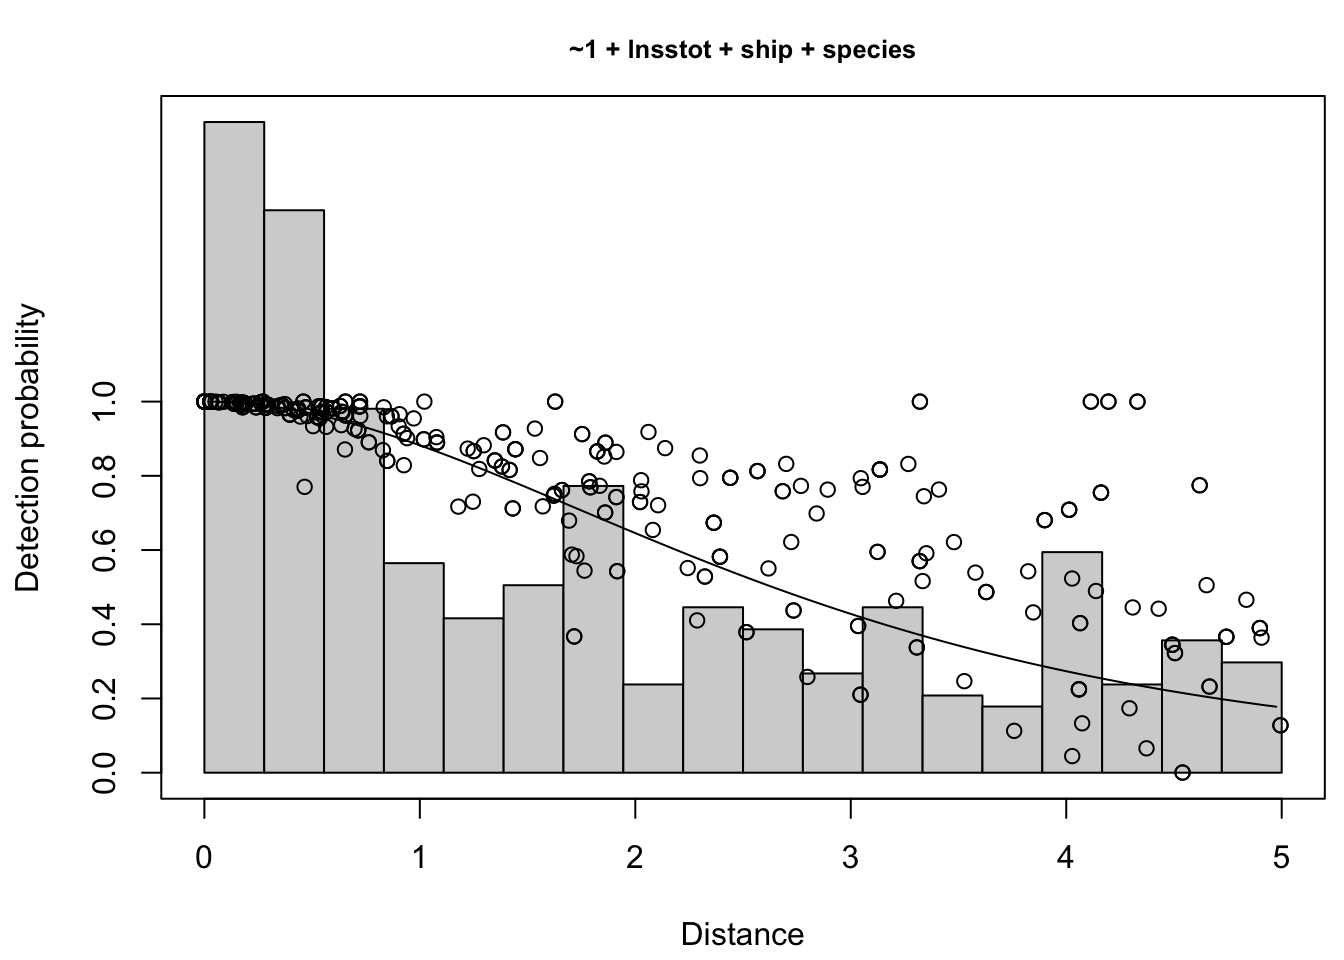 ~1 + lnsstot + ship + species
Detection probability
1.0
0.8
0.6
0.4
0.2
0.0
0 1 2 3 4 5
Distance